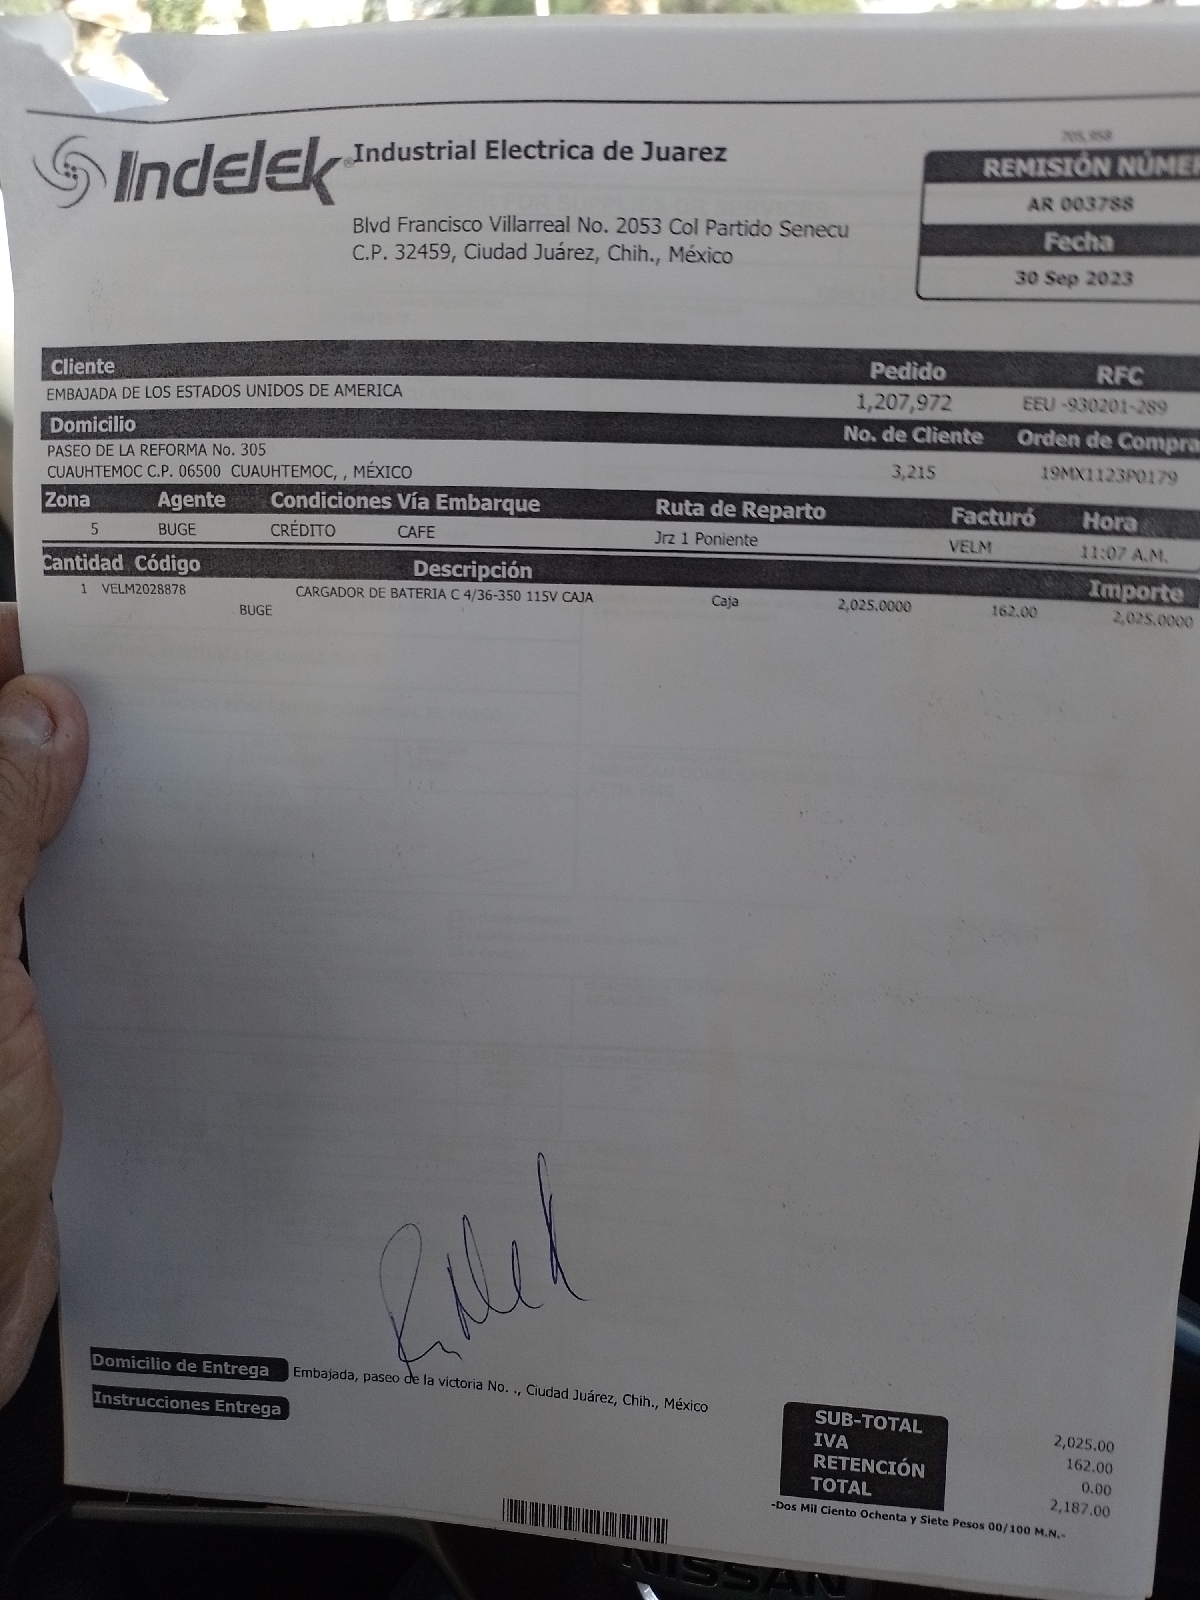 Indelek® Industrial Electrica de Juarez
Blvd Francisco Villarreal No. 2053 Col Partido Senecu
C.P. 32459, Ciudad Juárez, Chih., México
705,958
REMISIÓN NÚMER
AR 003788
Fecha
30 Sep 2023
Cliente Pedido RFC
EMBAJADA DE LOS ESTADOS UNIDOS DE AMERICA 1,207,972 EEU -930201-289
Domicilio No. de Cliente Orden de Compra
PASEO DE LA REFORMA No. 305
CUAUHTEMOC C.P. 06500 CUAUHTEMOC, , MÉXICO 3,215 19MX1123P0179
Zona Agente Condiciones Vía Embarque Ruta de Reparto Facturó Hora
5 BUGE CRÉDITO CAFE Jrz 1 Poniente VELM 11:07 A.M.
Cantidad Código Descripción Importe
1 VELM2028878 CARGADOR DE BATERIA C 4/36-350 115V CAJA Caja 2,025.0000 162.00 2,025.0000
BUGE
Domicilio de Entrega Embajada, paseo de la victoria No. ., Ciudad Juárez, Chih., México
Instrucciones Entrega
SUB-TOTAL 2,025.00
IVA 162.00
RETENCIÓN 0.00
TOTAL 2,187.00
-Dos Mil Ciento Ochenta y Siete Pesos 00/100 M.N.-
NISSAN